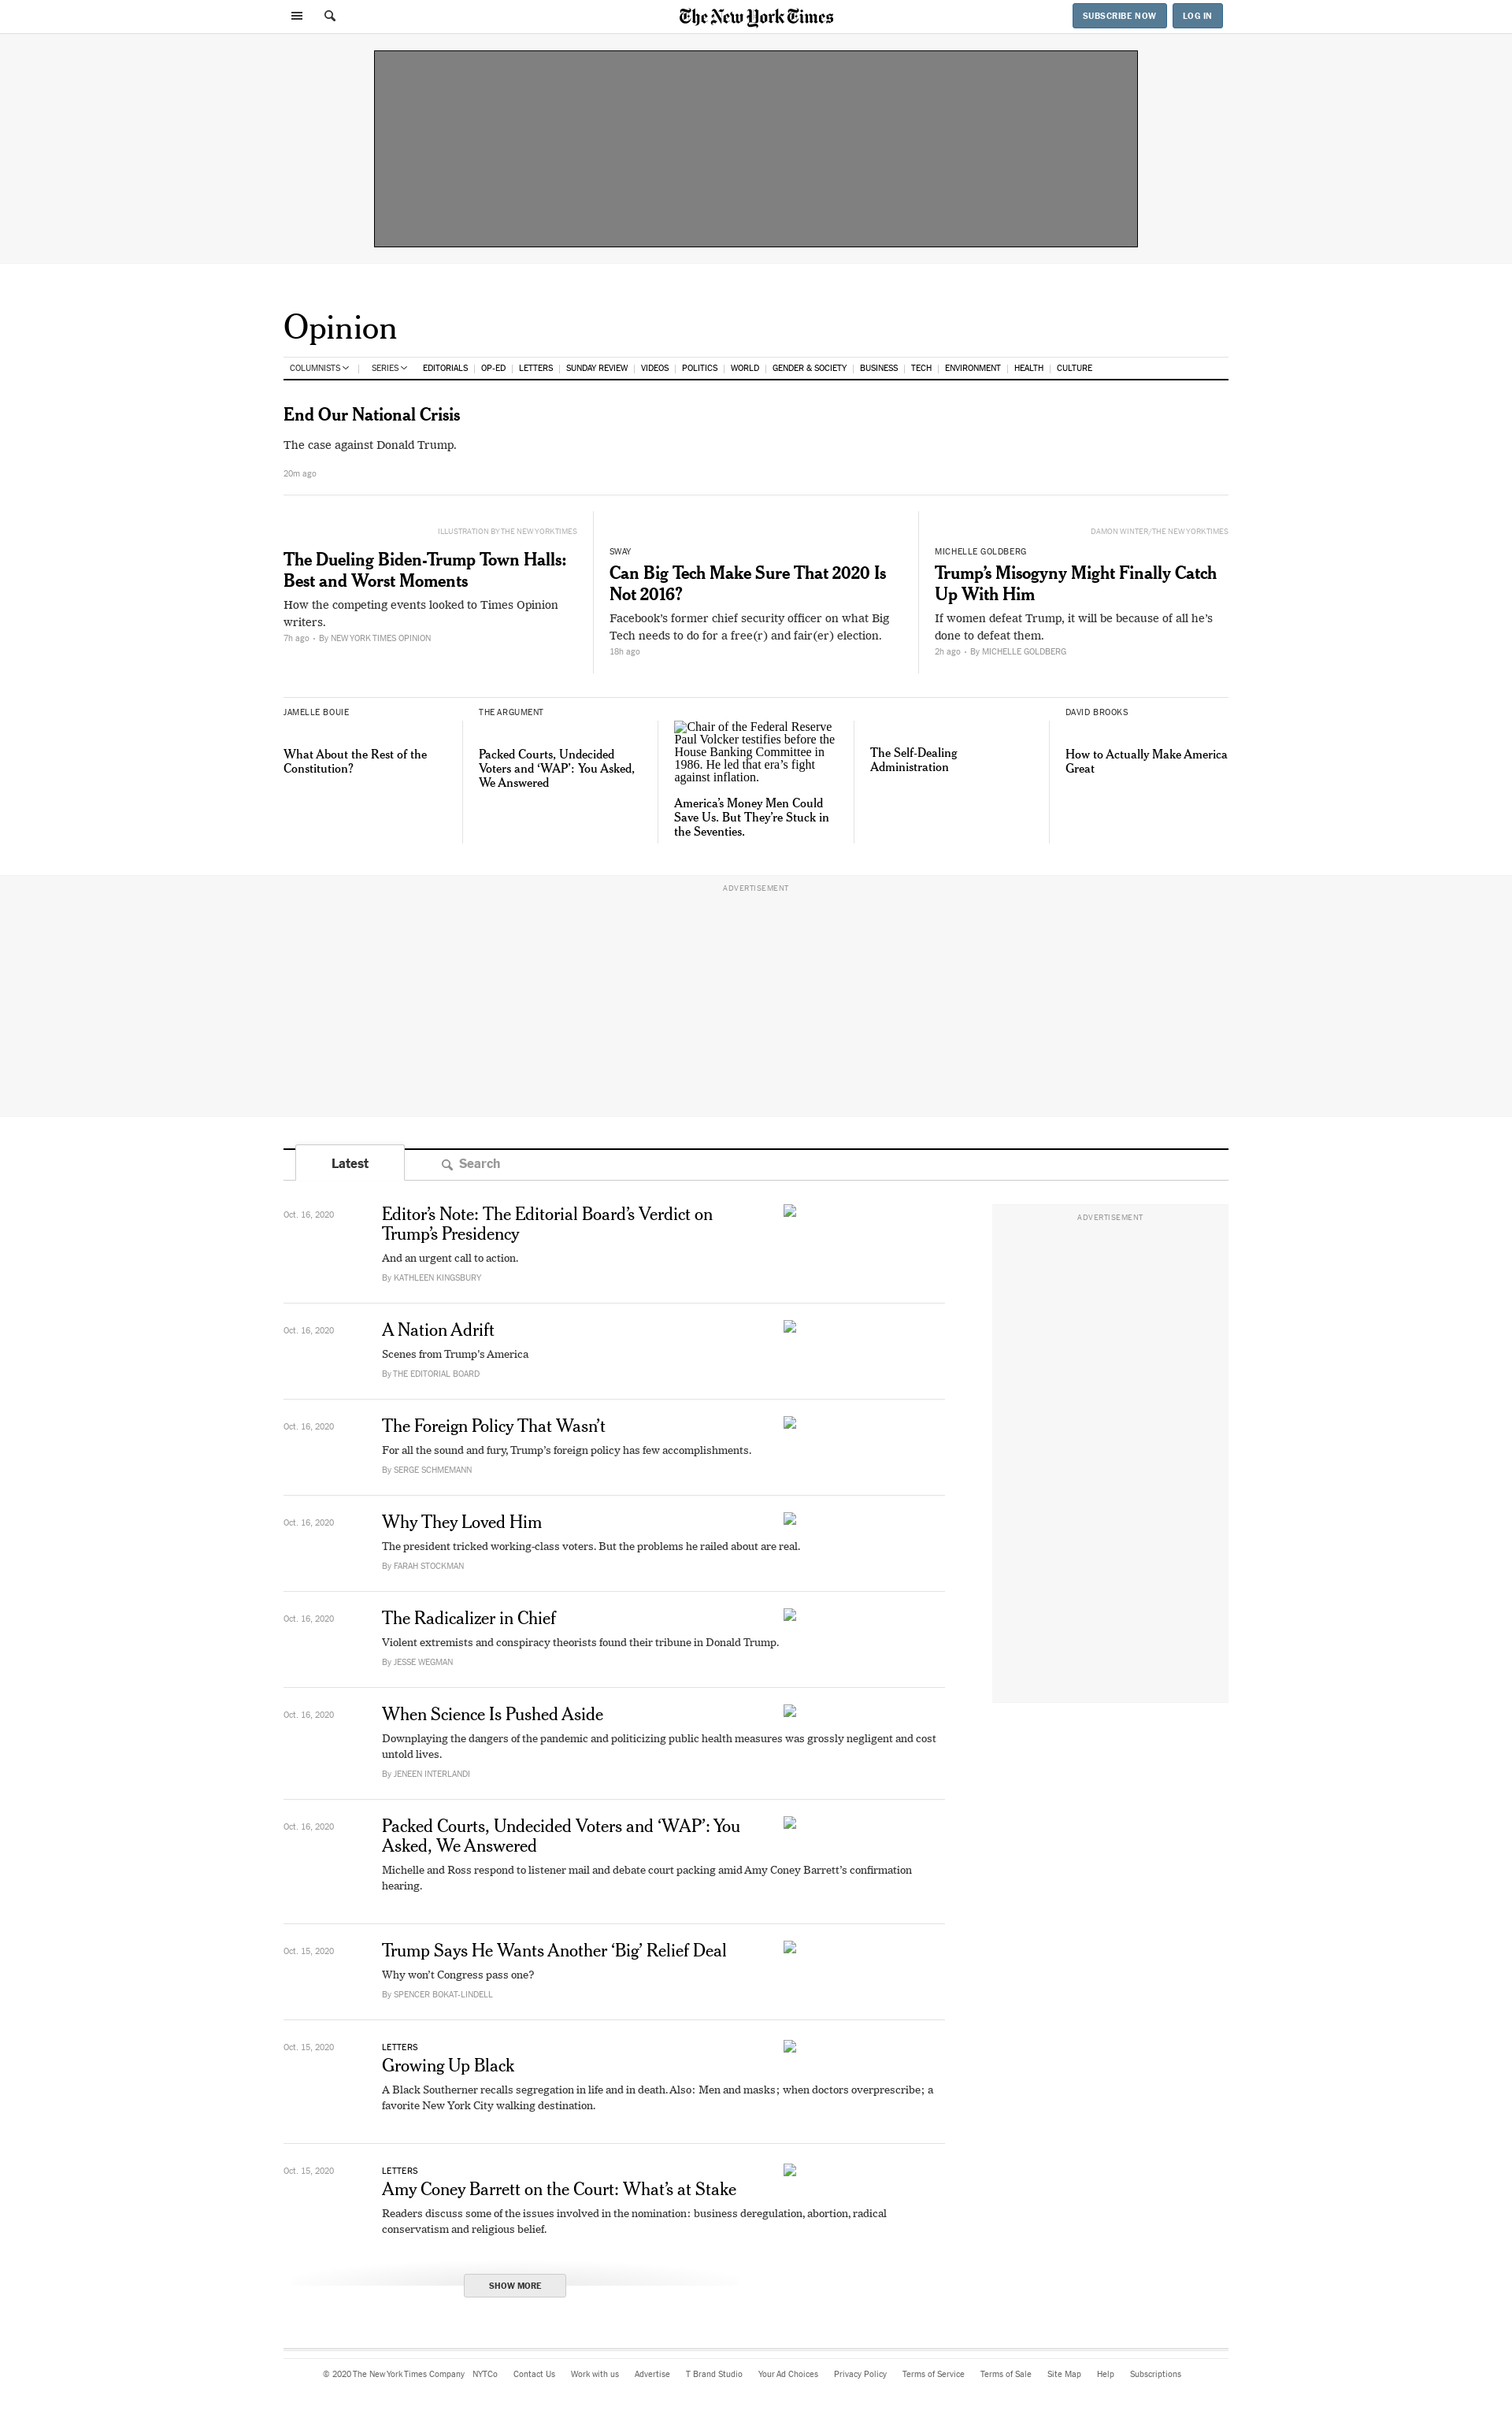 The New York Times
SUBSCRIBE NOW
LOG IN
Opinion
COLUMNISTS SERIES EDITORIALS OP-ED LETTERS SUNDAY REVIEW VIDEOS POLITICS WORLD GENDER & SOCIETY BUSINESS TECH ENVIRONMENT HEALTH CULTURE
End Our National Crisis
The case against Donald Trump.
20m ago
ILLUSTRATION BY THE NEW YORK TIMES
The Dueling Biden-Trump Town Halls:
Best and Worst Moments
How the competing events looked to Times Opinion
writers.
7h ago • By NEW YORK TIMES OPINION
SWAY
Can Big Tech Make Sure That 2020 Is
Not 2016?
Facebook’s former chief security officer on what Big
Tech needs to do for a free(r) and fair(er) election.
18h ago
DAMON WINTER/THE NEW YORK TIMES
MICHELLE GOLDBERG
Trump’s Misogyny Might Finally Catch
Up With Him
If women defeat Trump, it will be because of all he’s
done to defeat them.
2h ago • By MICHELLE GOLDBERG
JAMELLE BOUIE
What About the Rest of the
Constitution?
THE ARGUMENT
Packed Courts, Undecided
Voters and ‘WAP’: You Asked,
We Answered
Chair of the Federal Reserve
Paul Volcker testifies before the
House Banking Committee in
1986. He led that era’s fight
against inflation.
America’s Money Men Could
Save Us. But They’re Stuck in
the Seventies.
The Self-Dealing
Administration
DAVID BROOKS
How to Actually Make America
Great
ADVERTISEMENT
Latest
Search
Oct. 16, 2020
Editor’s Note: The Editorial Board’s Verdict on
Trump’s Presidency
And an urgent call to action.
By KATHLEEN KINGSBURY
ADVERTISEMENT
Oct. 16, 2020
A Nation Adrift
Scenes from Trump’s America
By THE EDITORIAL BOARD
Oct. 16, 2020
The Foreign Policy That Wasn’t
For all the sound and fury, Trump’s foreign policy has few accomplishments.
By SERGE SCHMEMANN
Oct. 16, 2020
Why They Loved Him
The president tricked working-class voters. But the problems he railed about are real.
By FARAH STOCKMAN
Oct. 16, 2020
The Radicalizer in Chief
Violent extremists and conspiracy theorists found their tribune in Donald Trump.
By JESSE WEGMAN
Oct. 16, 2020
When Science Is Pushed Aside
Downplaying the dangers of the pandemic and politicizing public health measures was grossly negligent and cost
untold lives.
By JENEEN INTERLANDI
Oct. 16, 2020
Packed Courts, Undecided Voters and ‘WAP’: You
Asked, We Answered
Michelle and Ross respond to listener mail and debate court packing amid Amy Coney Barrett’s confirmation
hearing.
Oct. 15, 2020
Trump Says He Wants Another ‘Big’ Relief Deal
Why won’t Congress pass one?
By SPENCER BOKAT-LINDELL
Oct. 15, 2020
LETTERS
Growing Up Black
A Black Southerner recalls segregation in life and in death. Also: Men and masks; when doctors overprescribe; a
favorite New York City walking destination.
Oct. 15, 2020
LETTERS
Amy Coney Barrett on the Court: What’s at Stake
Readers discuss some of the issues involved in the nomination: business deregulation, abortion, radical
conservatism and religious belief.
SHOW MORE
© 2020 The New York Times Company NYTCo Contact Us Work with us Advertise T Brand Studio Your Ad Choices Privacy Policy Terms of Service Terms of Sale Site Map Help Subscriptions